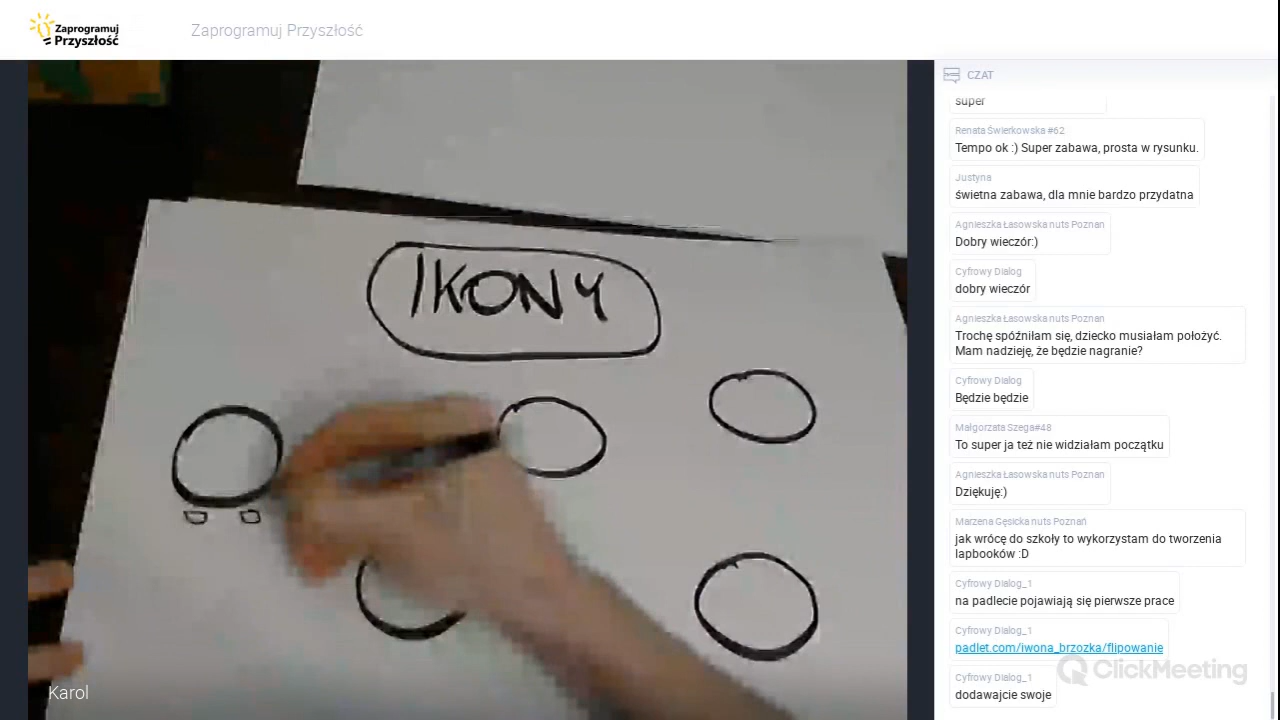 Zaprogramuj
Przyszłość
Zaprogramuj Przyszłość
IKONY
Karol
CZAT
super
Renata Świerkowska #62
Tempo ok :) Super zabawa, prosta w rysunku.
Justyna
świetna zabawa, dla mnie bardzo przydatna
Agnieszka Łasowska nuts Poznan
Dobry wieczór:)
Cyfrowy Dialog
dobry wieczór
Agnieszka Łasowska nuts Poznan
Trochę spóźniłam się, dziecko musiałam położyć.
Mam nadzieję, że będzie nagranie?
Cyfrowy Dialog
Będzie będzie
Małgorzata Szega#48
To super ja też nie widziałam początku
Agnieszka Łasowska nuts Poznan
Dziękuję:)
Marzena Gęsicka nuts Poznań
jak wrócę do szkoły to wykorzystam do tworzenia
lapbooków :D
Cyfrowy Dialog_1
na padlecie pojawiają się pierwsze prace
Cyfrowy Dialog_1
padlet.com/iwona_brzozka/flipowanie
Cyfrowy Dialog_1
dodawajcie swoje
ClickMeeting